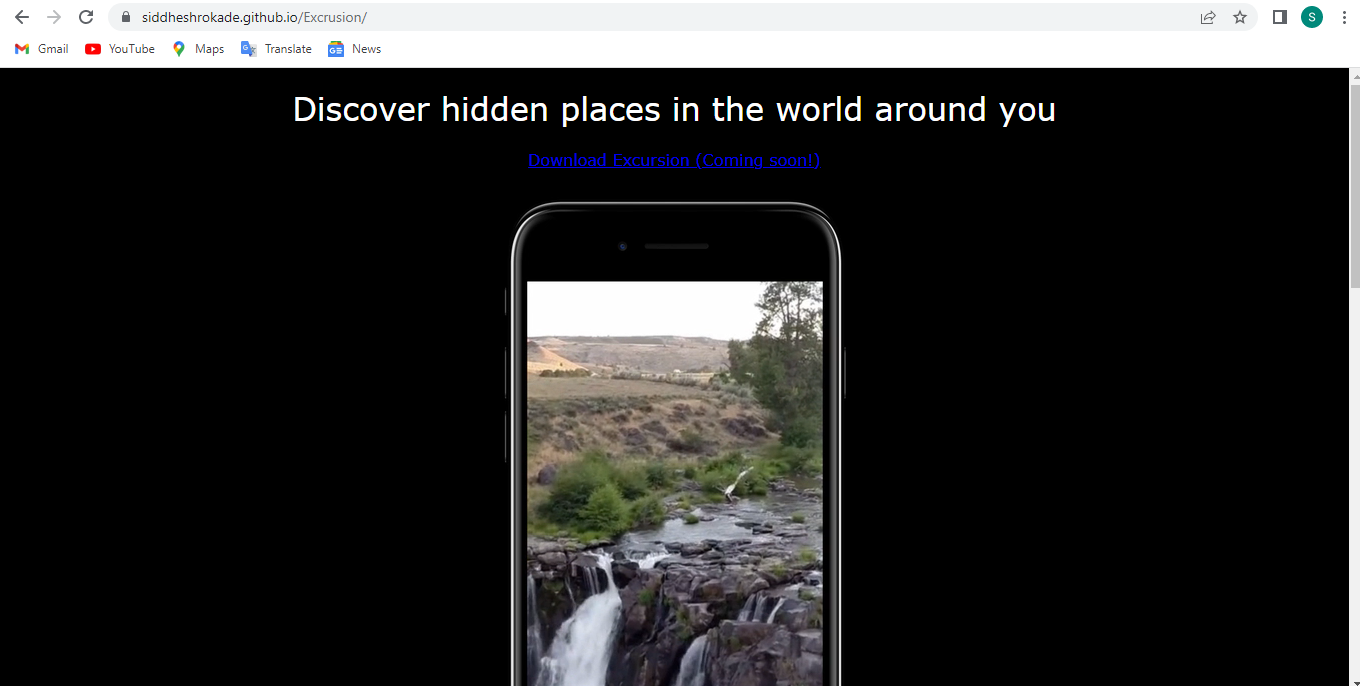 siddheshrokade.github.io/Excrusion/
S
Gmail YouTube Maps Translate News
Discover hidden places in the world around you
Download Excursion (Coming soon!)